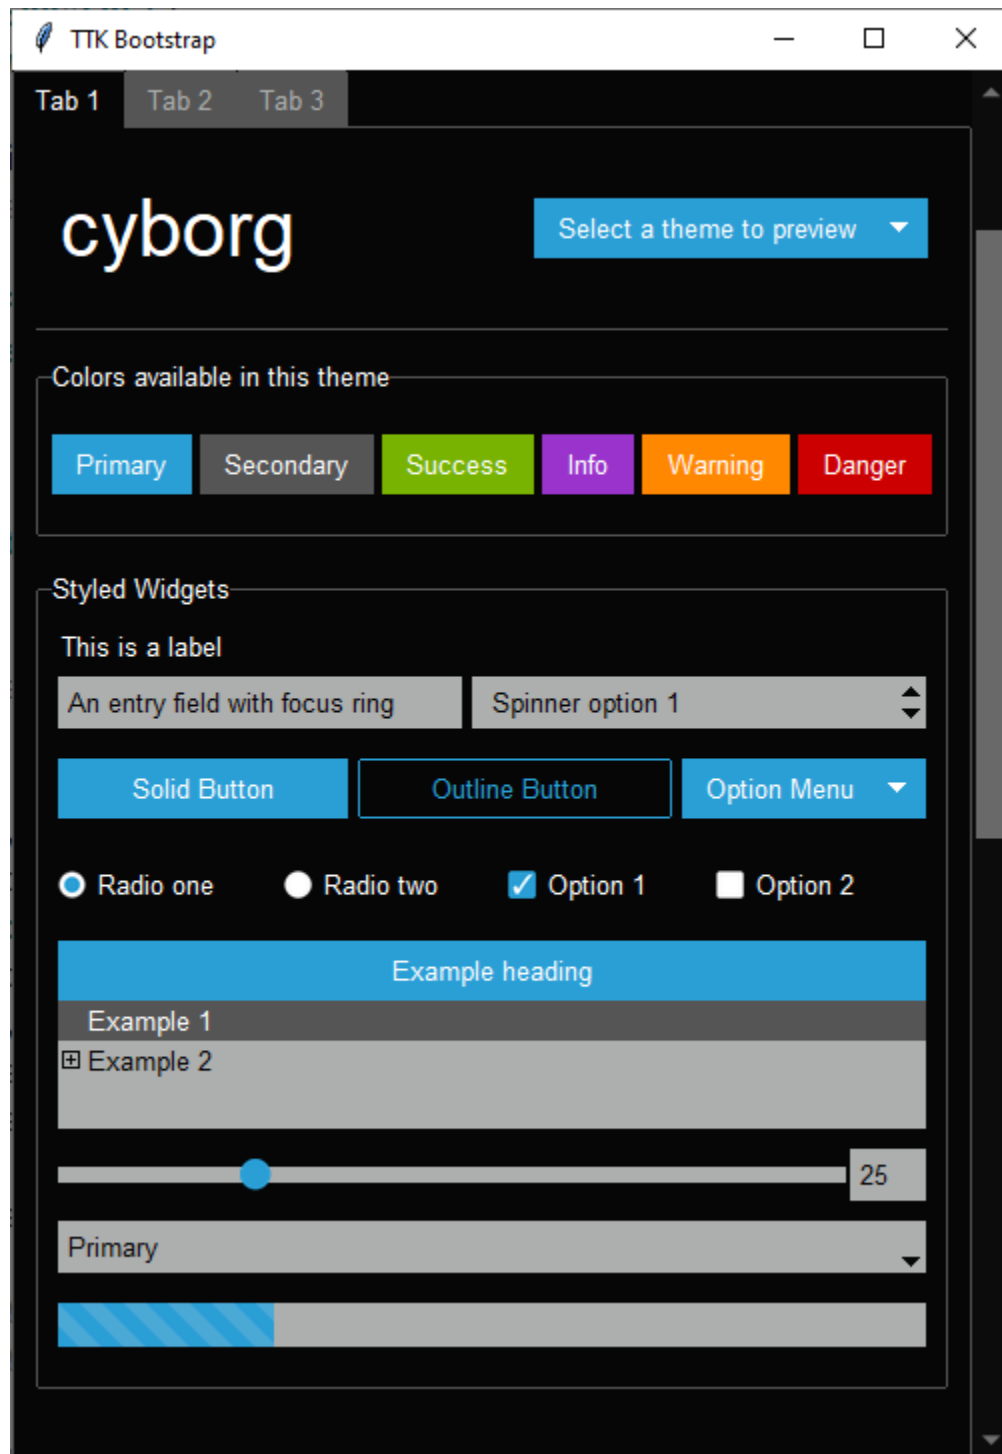 TTK Bootstrap
Tab 1 Tab 2 Tab 3
cyborg
Select a theme to preview
Colors available in this theme
Primary Secondary Success Info Warning Danger
Styled Widgets
This is a label
An entry field with focus ring Spinner option 1
Solid Button Outline Button Option Menu
Radio one Radio two Option 1 Option 2
Example heading
Example 1
Example 2
25
Primary